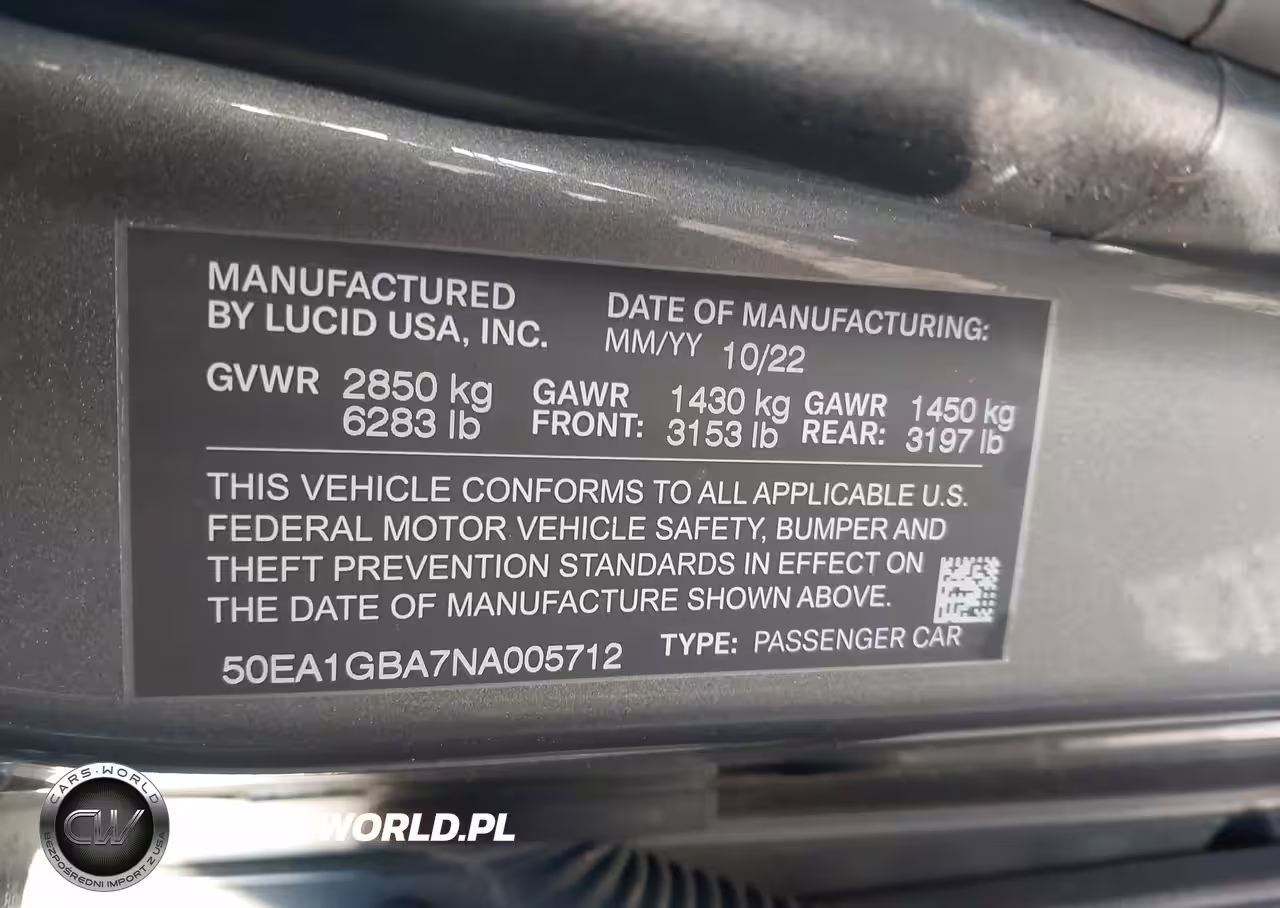 MANUFACTURED
BY LUCID USA, INC.
DATE OF MANUFACTURING:
MM/YY 10/22
GVWR 2850 kg
6283 lb
GAWR FRONT: 1430 kg
3153 lb
GAWR REAR: 1450 kg
3197 lb
THIS VEHICLE CONFORMS TO ALL APPLICABLE U.S.
FEDERAL MOTOR VEHICLE SAFETY, BUMPER AND
THEFT PREVENTION STANDARDS IN EFFECT ON
THE DATE OF MANUFACTURE SHOWN ABOVE.
50EA1GBA7NA005712
TYPE: PASSENGER CAR
CARS-WORLD
CW
BEZPOŚREDNI IMPORT Z USA
WORLD.PL